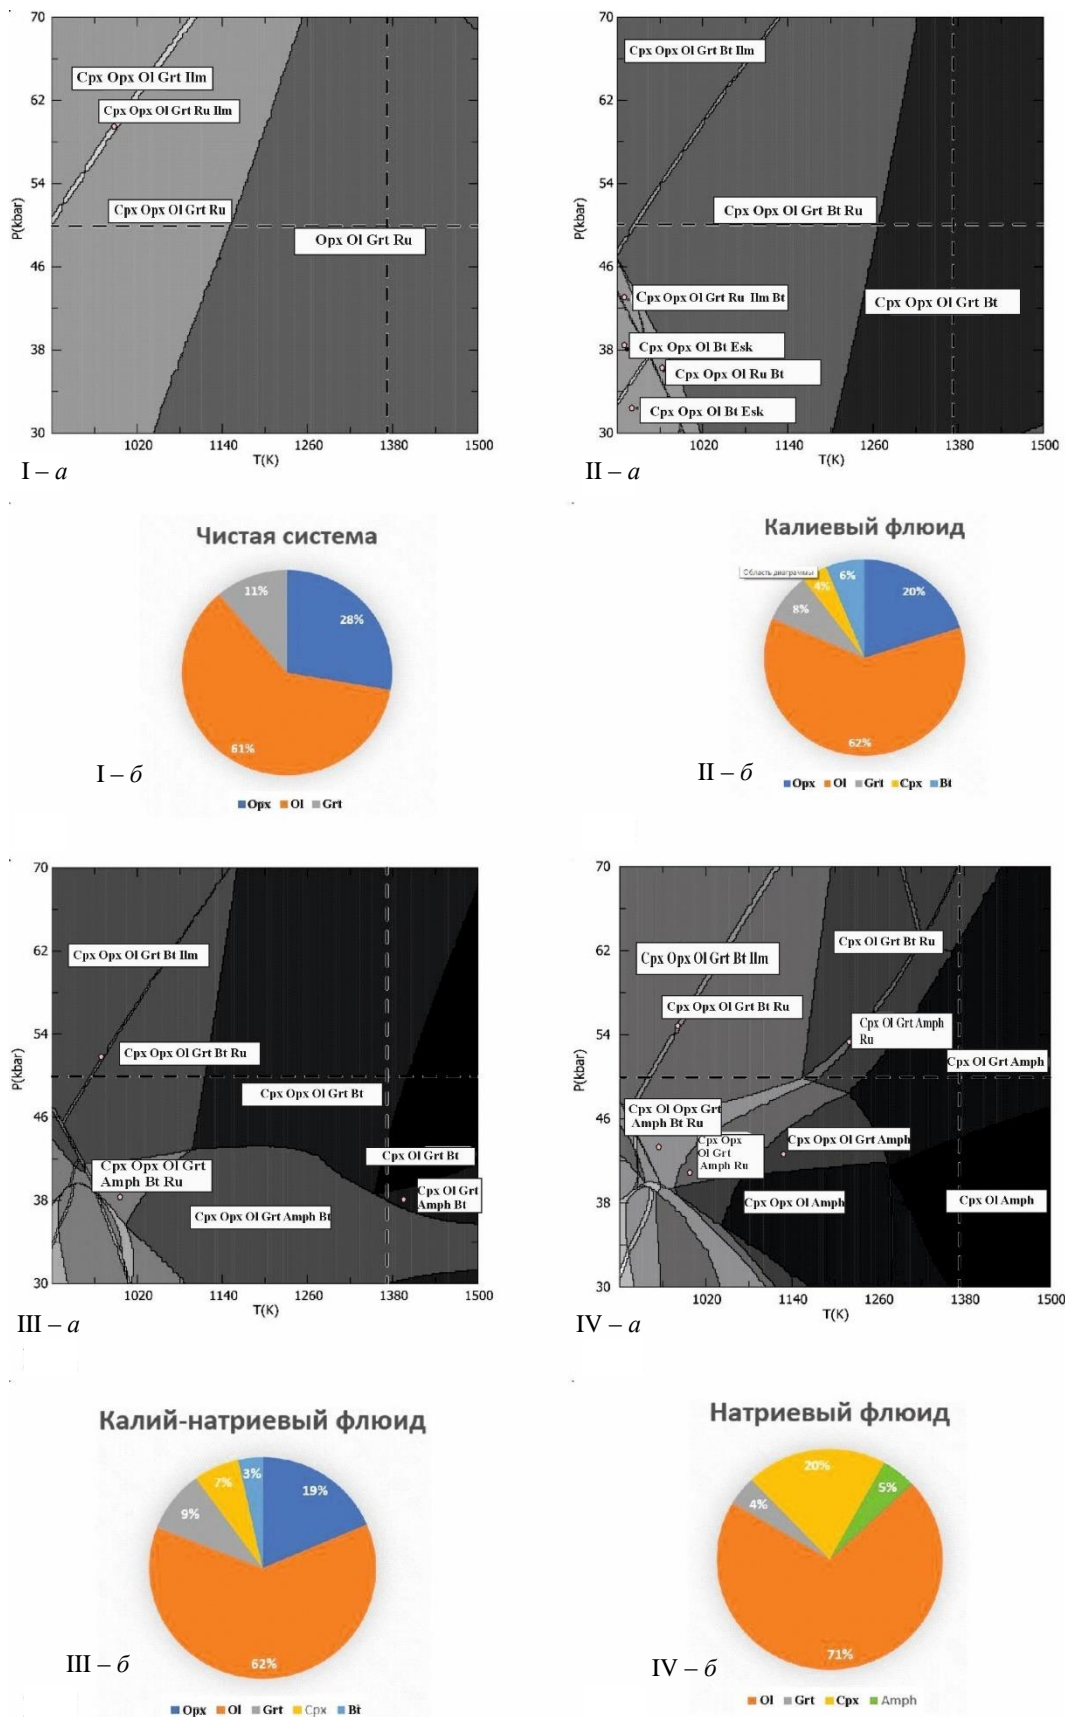 70
62
54
46
38
30
P(kbar)
Cpx Opx Ol Grt Ilm
Cpx Opx Ol Grt Ru Ilm
Cpx Opx Ol Grt Ru
Opx Ol Grt Ru
1020 1140 1260 1380 1500
T(K)
I – а
70
62
54
46
38
30
P(kbar)
Cpx Opx Ol Grt Bt Ilm
Cpx Opx Ol Grt Bt Ru
Cpx Opx Ol Grt Ru Ilm Bt
Cpx Opx Ol Grt Bt
Cpx Opx Ol Bt Esk
Cpx Opx Ol Ru Bt
Cpx Opx Ol Bt Esk
1020 1140 1260 1380 1500
T(K)
II – а
Чистая система
11%
28%
61%
I – б
Opx Ol Grt
Калиевый флюид
Область диаграммы
6%
4%
20%
8%
62%
II – б
Opx Ol Grt Cpx Bt
70
62
54
46
38
30
P(kbar)
Cpx Opx Ol Grt Bt Ilm
Cpx Opx Ol Grt Bt Ru
Cpx Opx Ol Grt Bt
Cpx Ol Grt Bt
Cpx Opx Ol Grt
Amph Bt Ru
Cpx Ol Grt
Amph Bt
Cpx Opx Ol Grt Amph Bt
1020 1140 1260 1380 1500
T(K)
III – а
70
62
54
46
38
30
P(kbar)
Cpx Ol Grt Bt Ru
Cpx Opx Ol Grt Bt Ilm
Cpx Opx Ol Grt Bt Ru
Cpx Ol Grt Amph
Ru
Cpx Ol Grt Amph
Cpx Ol Opx Grt
Amph Bt Ru
Cpx Opx
Ol Grt
Amph Ru
Cpx Opx Ol Grt Amph
Cpx Opx Ol Amph
Cpx Ol Amph
1020 1140 1260 1380 1500
T(K)
IV – а
Калий-натриевый флюид
3%
7%
19%
9%
62%
III – б
Opx Ol Grt Cpx Bt
Натриевый флюид
20%
5%
4%
71%
IV – б
Ol Grt Cpx Amph